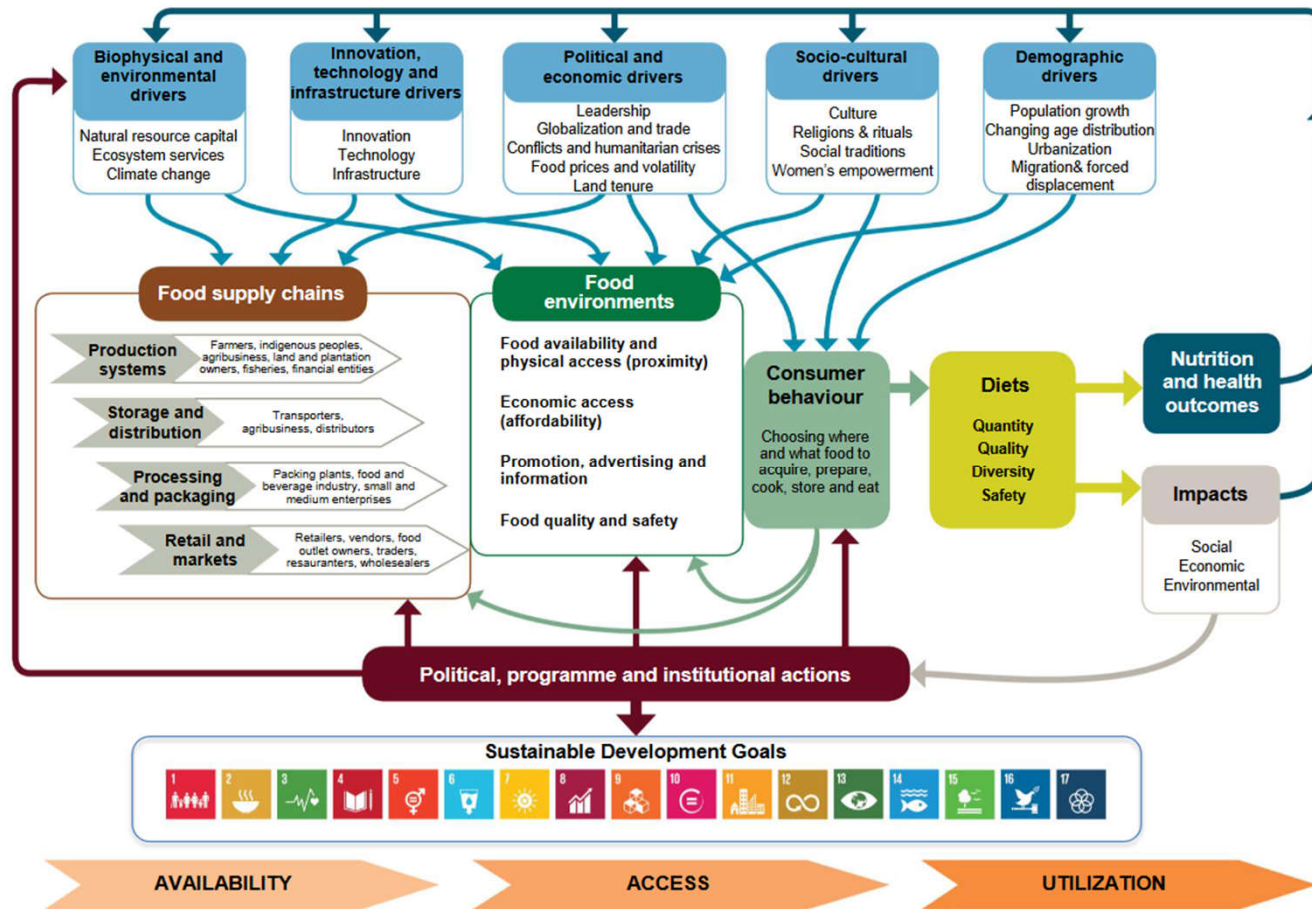 Biophysical and
environmental
drivers
Natural resource capital
Ecosystem services
Climate change
Innovation,
technology and
infrastructure drivers
Innovation
Technology
Infrastructure
Political and
economic drivers
Leadership
Globalization and trade
Conflicts and humanitarian crises
Food prices and volatility
Land tenure
Socio-cultural
drivers
Culture
Religions & rituals
Social traditions
Women's empowerment
Demographic
drivers
Population growth
Changing age distribution
Urbanization
Migration& forced
displacement
Food supply chains
Production
systems
Farmers, indigenous peoples,
agribusiness, land and plantation
owners, fisheries, financial entities
Storage and
distribution
Transporters,
agribusiness, distributors
Processing
and packaging
Packing plants, food and
beverage industry, small and
medium enterprises
Retail and
markets
Retailers, vendors, food
outlet owners, traders,
resauranters, wholesealers
Food
environments
Food availability and
physical access (proximity)
Economic access
(affordability)
Promotion, advertising and
information
Food quality and safety
Consumer
behaviour
Choosing where
and what food to
acquire, prepare,
cook, store and eat
Diets
Quantity
Quality
Diversity
Safety
Nutrition
and health
outcomes
Impacts
Social
Economic
Environmental
Political, programme and institutional actions
Sustainable Development Goals
1
2
3
4
5
6
7
8
9
10
11
12
13
14
15
16
17
AVAILABILITY
ACCESS
UTILIZATION